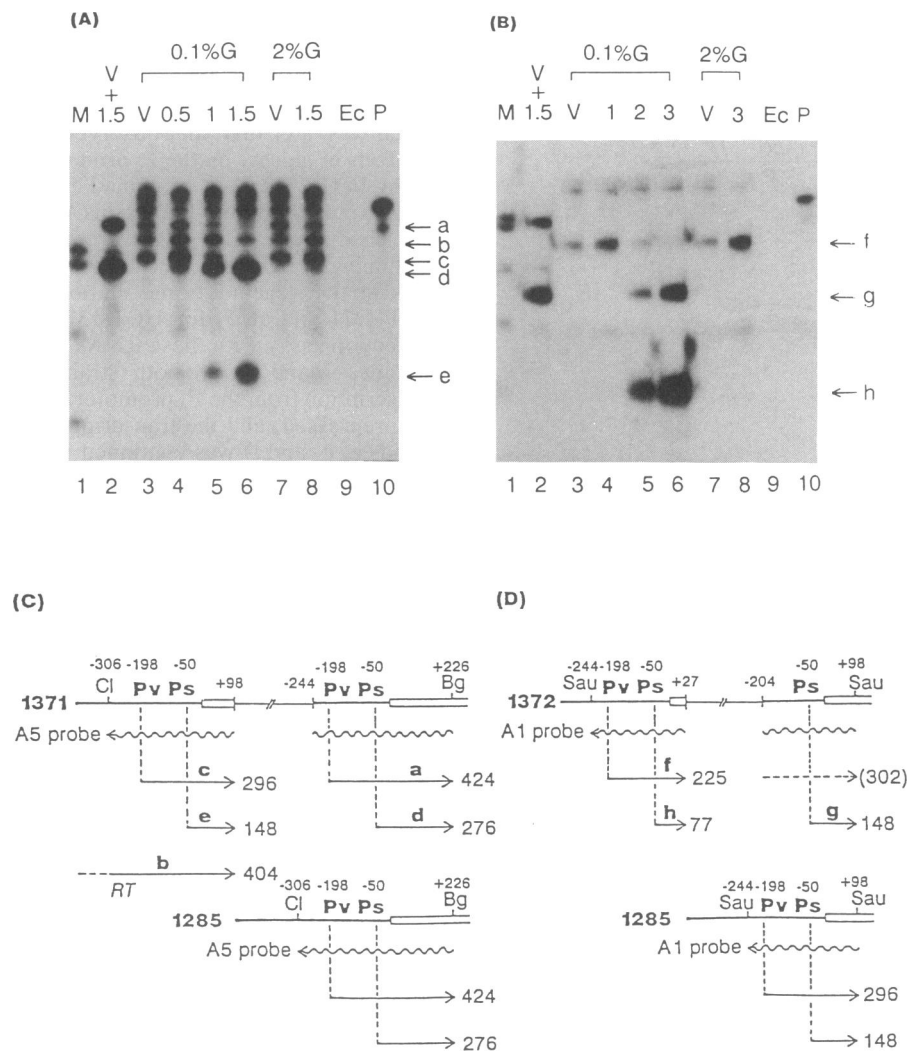 (A)
0.1%G 2%G
V
+
M 1.5 V 0.5 1 1.5 V 1.5 Ec P
a
b
c
d
e
1 2 3 4 5 6 7 8 9 10
(B)
0.1%G 2%G
V
+
M 1.5 V 1 2 3 V 3 Ec P
f
g
h
1 2 3 4 5 6 7 8 9 10
(C)
-306 -198 -50 +98 -244 -198 -50 +226
Cl Pv Ps Pv Ps Bg
1371
A5 probe
c 296 a 424
e 148 d 276
b 404
RT
-306 -198 -50 +226
Cl Pv Ps Bg
1285
A5 probe
424
276
(D)
-244 -198 -50 +27 -204 -50 +98
Sau Pv Ps Ps Sau
1372
A1 probe
f 225 (302)
h 77 g 148
-244 -198 -50 +98
Sau Pv Ps Sau
1285
A1 probe
296
148